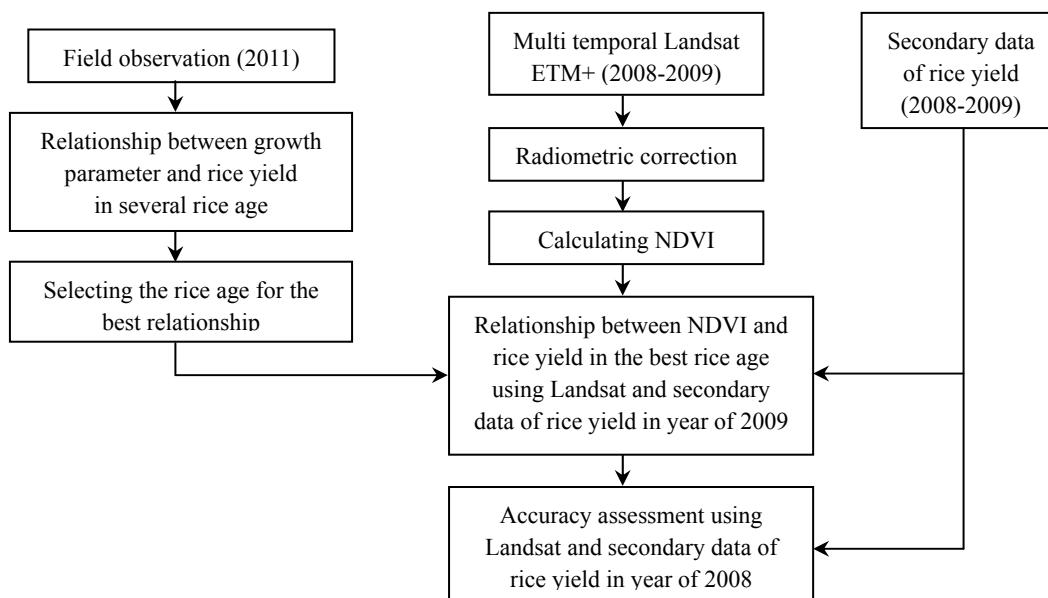 Field observation (2011)
Relationship between growth
parameter and rice yield
in several rice age
Selecting the rice age for the
best relationship
Multi temporal Landsat
ETM+ (2008-2009)
Radiometric correction
Calculating NDVI
Relationship between NDVI and
rice yield in the best rice age
using Landsat and secondary
data of rice yield in year of 2009
Accuracy assessment using
Landsat and secondary data of
rice yield in year of 2008
Secondary data
of rice yield
(2008-2009)